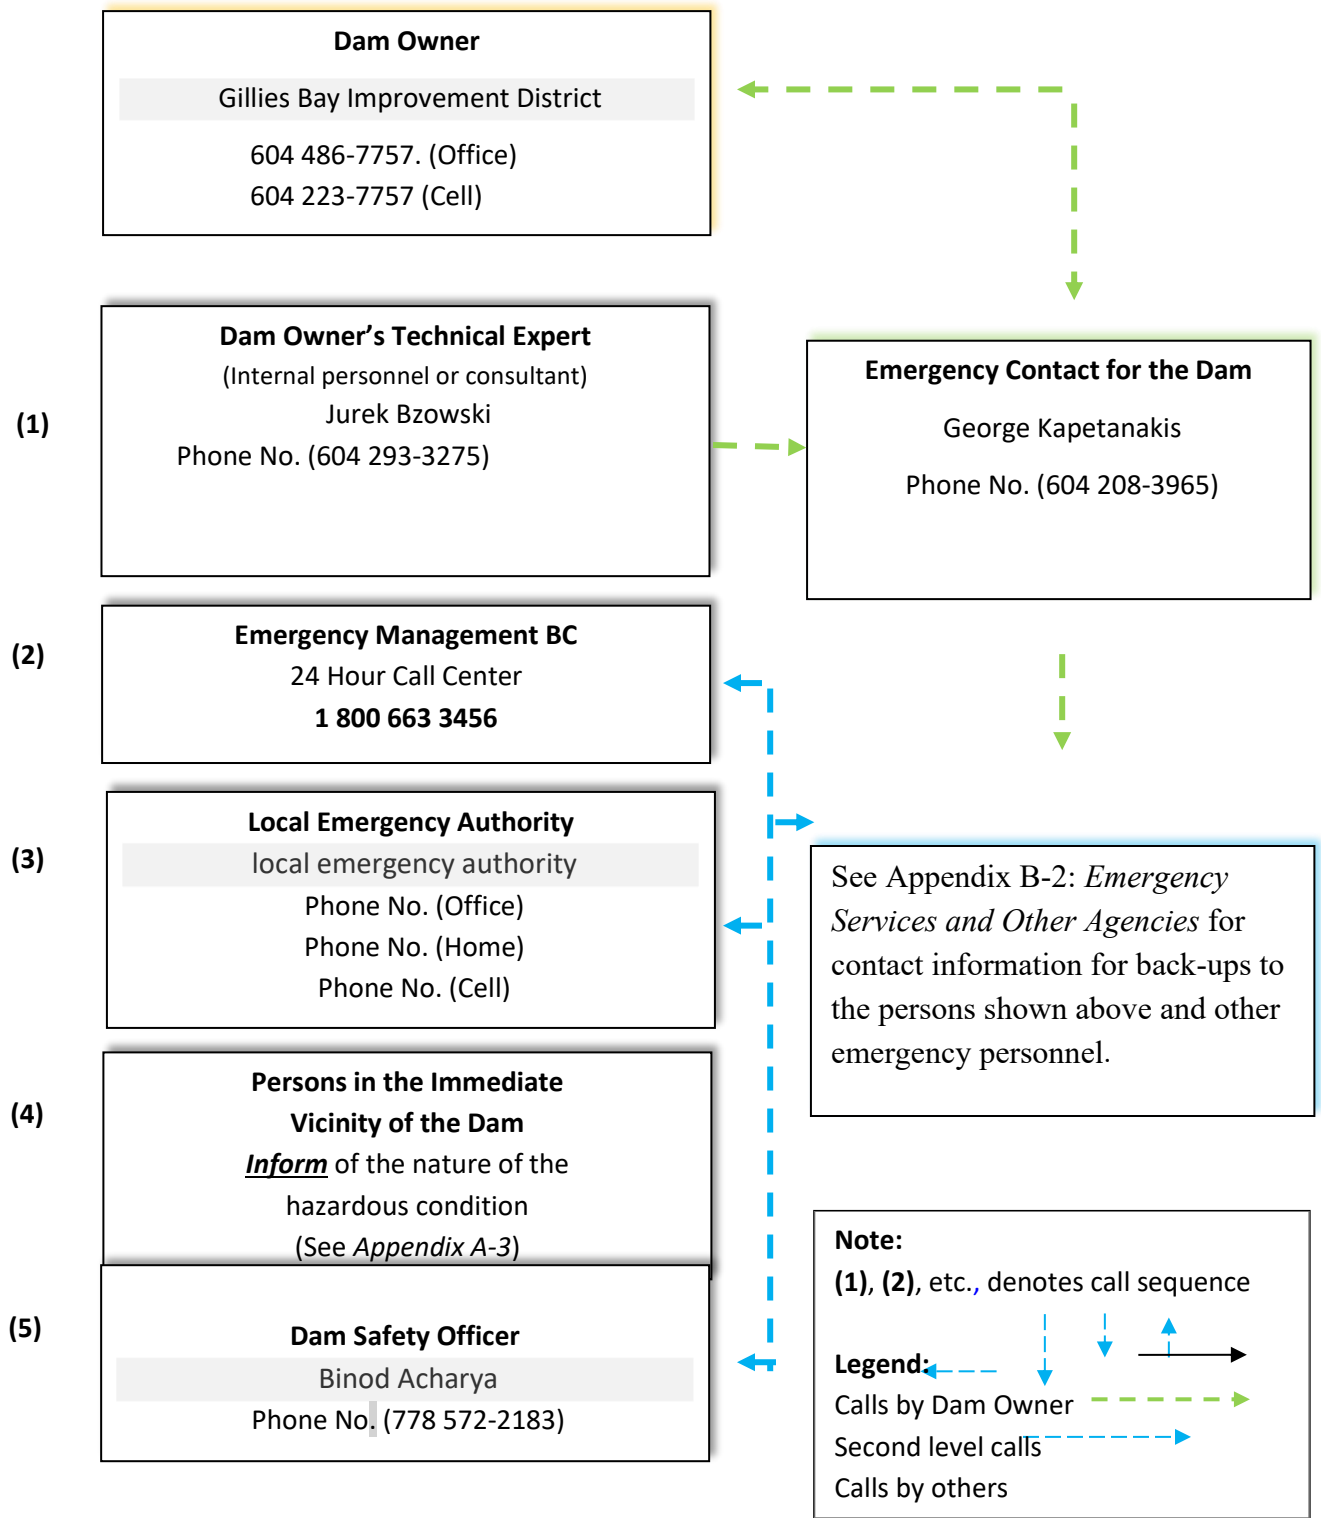 Dam Owner
Gillies Bay Improvement District
604 486-7757. (Office)
604 223-7757 (Cell)
(1)
Dam Owner’s Technical Expert
(Internal personnel or consultant)
Jurek Bzowski
Phone No. (604 293-3275)
Emergency Contact for the Dam
George Kapetanakis
Phone No. (604 208-3965)
(2)
Emergency Management BC
24 Hour Call Center
1 800 663 3456
(3)
Local Emergency Authority
local emergency authority
Phone No. (Office)
Phone No. (Home)
Phone No. (Cell)
See Appendix B-2: Emergency
Services and Other Agencies for
contact information for back-ups to
the persons shown above and other
emergency personnel.
(4)
Persons in the Immediate
Vicinity of the Dam
Inform of the nature of the
hazardous condition
(See Appendix A-3)
(5)
Dam Safety Officer
Binod Acharya
Phone No. (778 572-2183)
Note:
(1), (2), etc., denotes call sequence
Legend:
Calls by Dam Owner
Second level calls
Calls by others